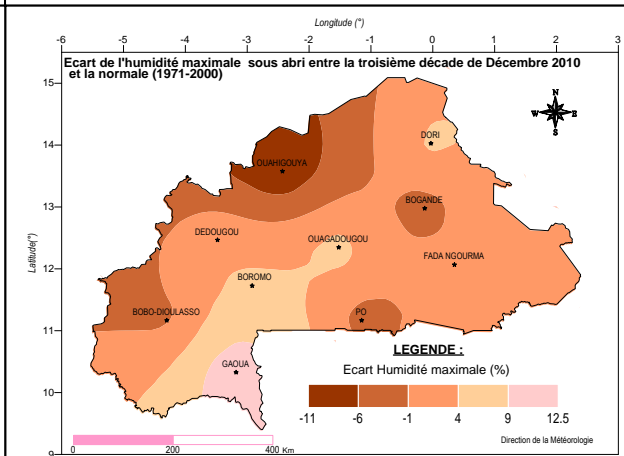 Longitude (°)
-6 -5 -4 -3 -2 -1 0 1 2 3
Ecart de l'humidité maximale sous abri entre la troisième décade de Décembre 2010
et la normale (1971-2000)
15
N
W E
S
14
DORI
OUAHIGOUYA
13
BOGANDE
DEDOUGOU
OUAGADOUGOU
Latitude(°)
FADA NGOURMA
12
BOROMO
BOBO-DIOULASSO
PO
11
LEGENDE :
GAOUA
Ecart Humidité maximale (%)
10
-11 -6 -1 4 9 12.5
Direction de la Météorologie
0 200 400 Km
9